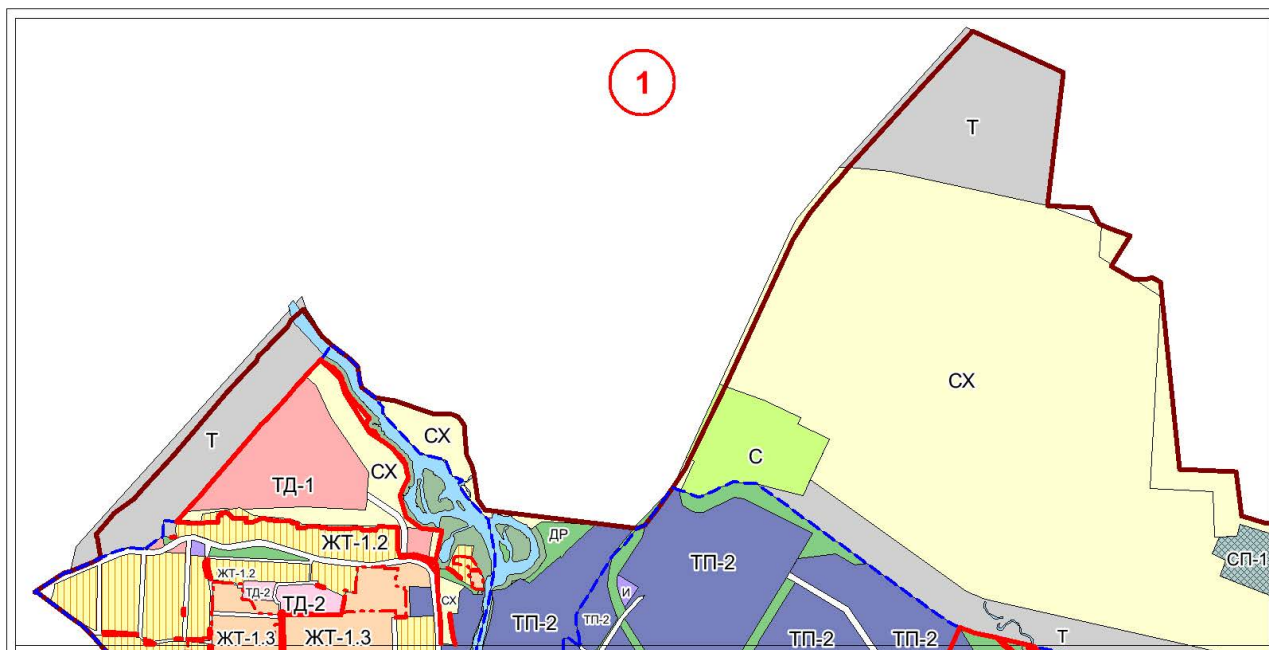 1
Т
СХ
СХ
Т
СХ
С
ТД-1
ДР
ЖТ-1.2
ТП-2
СП-1
ЖТ-1.2
ТД-2
ТД-2
СХ
И
ТП-2
ТП-2
ЖТ-1.3
ЖТ-1.3
ТП-2
ТП-2
Т